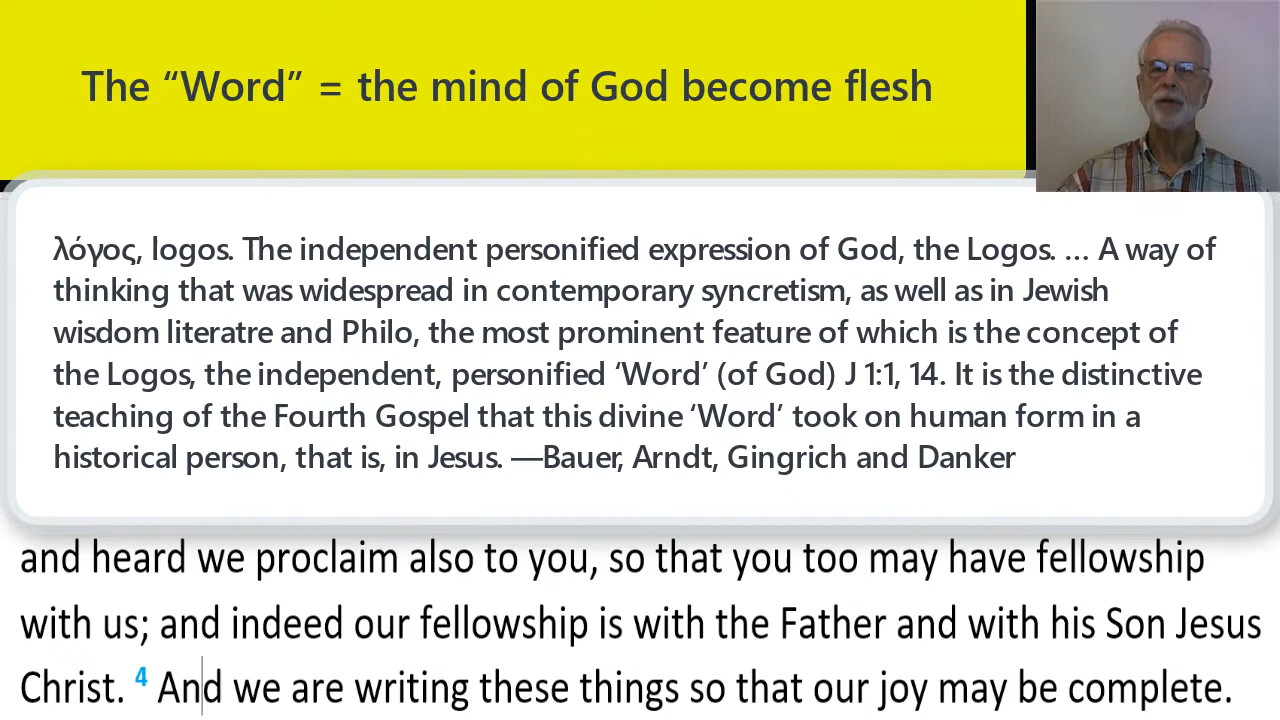 The “Word” = the mind of God become flesh
λόγος, logos. The independent personified expression of God, the Logos. … A way of
thinking that was widespread in contemporary syncretism, as well as in Jewish
wisdom literatre and Philo, the most prominent feature of which is the concept of
the Logos, the independent, personified ‘Word’ (of God) J 1:1, 14. It is the distinctive
teaching of the Fourth Gospel that this divine ‘Word’ took on human form in a
historical person, that is, in Jesus. —Bauer, Arndt, Gingrich and Danker
and heard we proclaim also to you, so that you too may have fellowship
with us; and indeed our fellowship is with the Father and with his Son Jesus
Christ. 4 And we are writing these things so that our joy may be complete.